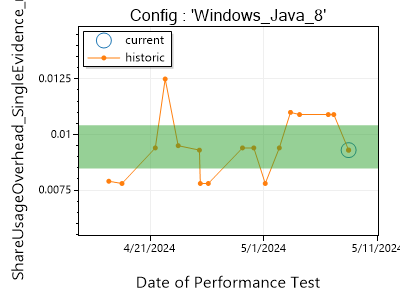 Config : 'Windows_Java_8'
current
historic
ShareUsageOverhead_SingleEvidence_
0.0125
0.01
0.0075
4/21/2024
5/1/2024
5/11/2024
Date of Performance Test